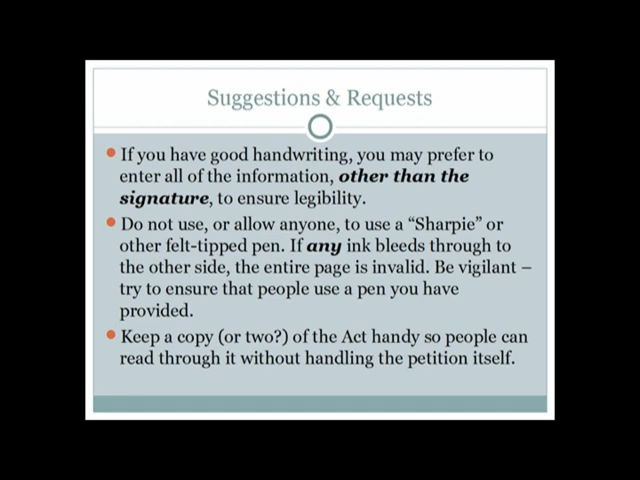 Suggestions & Requests
If you have good handwriting, you may prefer to
enter all of the information, other than the
signature, to ensure legibility.
Do not use, or allow anyone, to use a “Sharpie” or
other felt-tipped pen. If any ink bleeds through to
the other side, the entire page is invalid. Be vigilant –
try to ensure that people use a pen you have
provided.
Keep a copy (or two?) of the Act handy so people can
read through it without handling the petition itself.